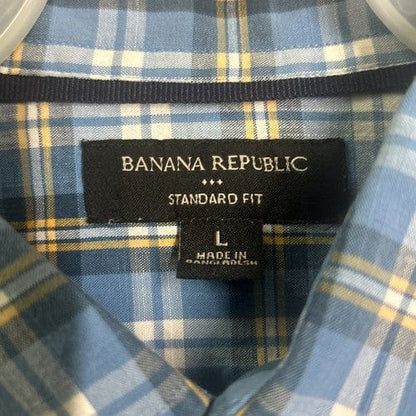 BANANA REPUBLIC
STANDARD FIT
L
MADE IN
BANGLADESH